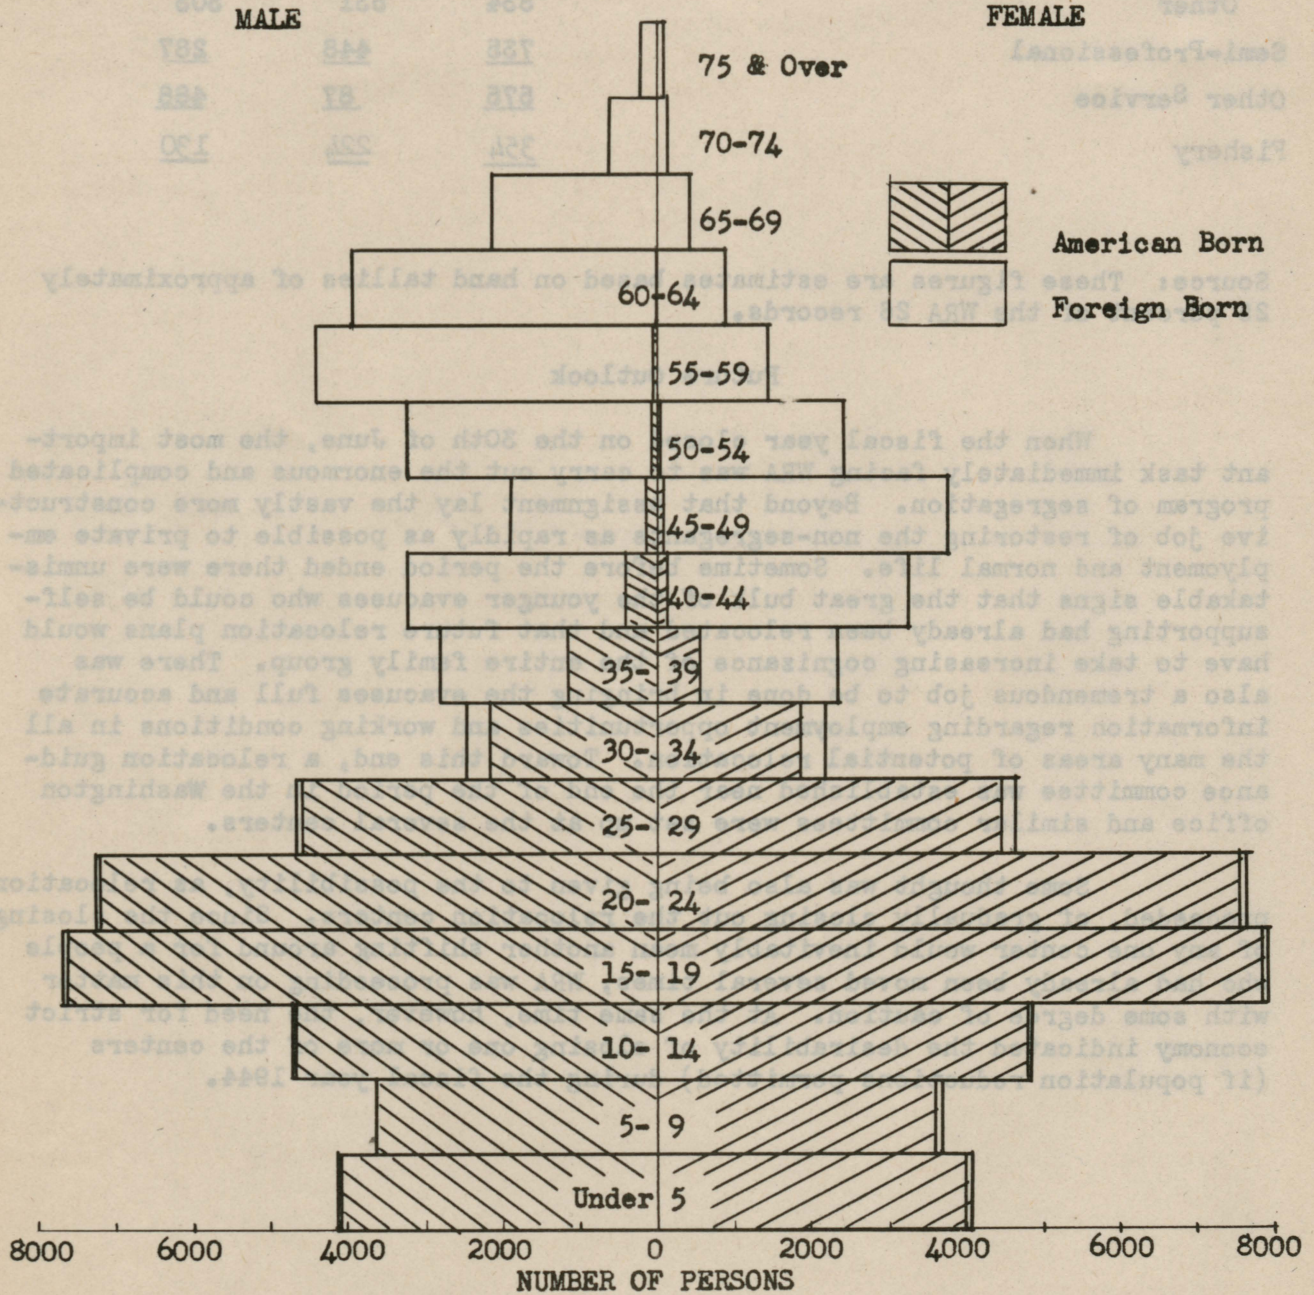 MALE
FEMALE
75 & Over
70-74
65-69
American Born
60-64
Foreign Born
55-59
50-54
45-49
40-44
35-39
30-34
25-29
20-24
15-19
10-14
5-9
Under 5
8000 6000 4000 2000 0 2000 4000 6000 8000
NUMBER OF PERSONS